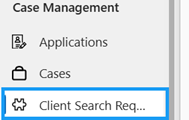 Case Management
Applications
Cases
Client Search Req...